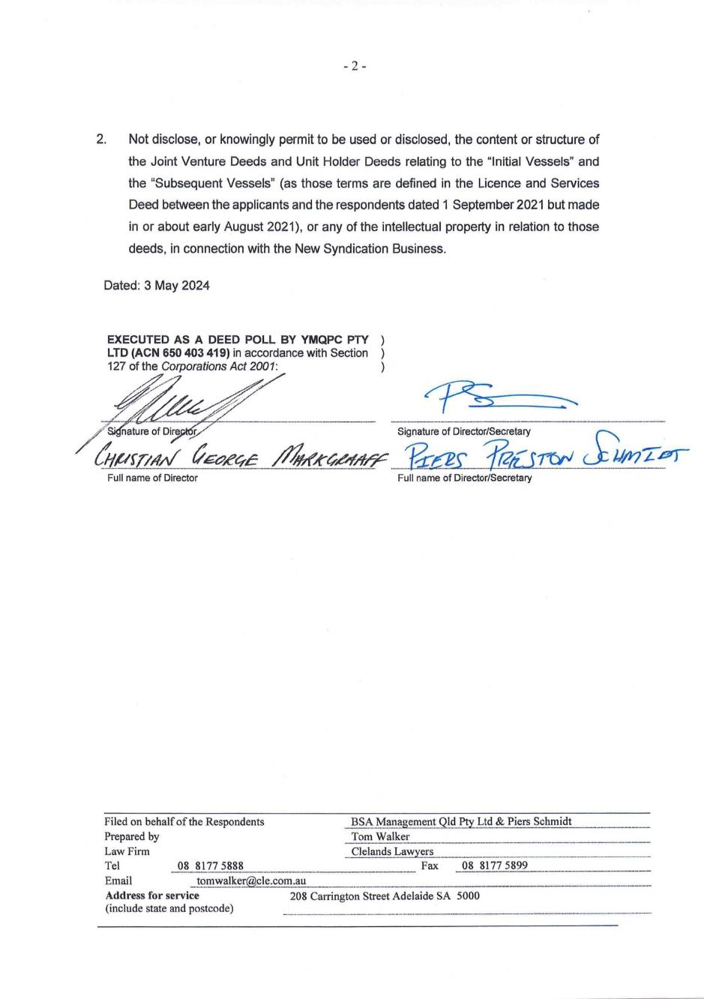 - 2 -
2. Not disclose, or knowingly permit to be used or disclosed, the content or structure of
the Joint Venture Deeds and Unit Holder Deeds relating to the “Initial Vessels” and
the “Subsequent Vessels” (as those terms are defined in the Licence and Services
Deed between the applicants and the respondents dated 1 September 2021 but made
in or about early August 2021), or any of the intellectual property in relation to those
deeds, in connection with the New Syndication Business.
Dated: 3 May 2024
EXECUTED AS A DEED POLL BY YMQPC PTY )
LTD (ACN 650 403 419) in accordance with Section )
127 of the Corporations Act 2001: )
Signature of Director Signature of Director/Secretary
CHRISTIAN GEORGE MARKGRAAFF PIERS PRESTON SCHMIDT
Full name of Director Full name of Director/Secretary
Filed on behalf of the Respondents BSA Management Qld Pty Ltd & Piers Schmidt
Prepared by Tom Walker
Law Firm Clelands Lawyers
Tel 08 8177 5888 Fax 08 8177 5899
Email tomwalker@cle.com.au
Address for service 208 Carrington Street Adelaide SA 5000
(include state and postcode)